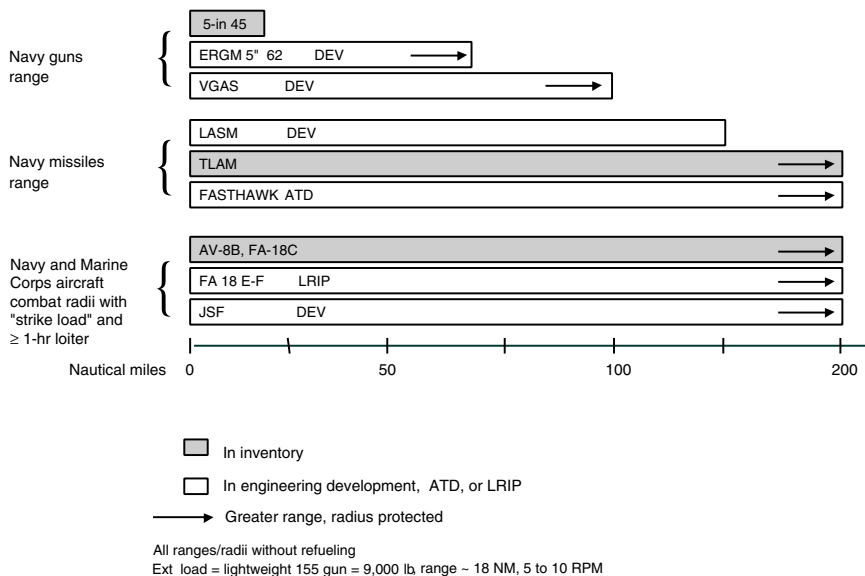 5-in 45
Navy guns
range
ERGM 5" 62 DEV
VGAS DEV
LASM DEV
Navy missiles
range
TLAM
FASTHAWK ATD
AV-8B, FA-18C
Navy and Marine
Corps aircraft
combat radii with
"strike load" and
≥ 1-hr loiter
FA 18 E-F LRIP
JSF DEV
Nautical miles 0 50 100 200
In inventory
In engineering development, ATD, or LRIP
Greater range, radius protected
All ranges/radii without refueling
Ext load = lightweight 155 gun = 9,000 lb, range ~ 18 NM, 5 to 10 RPM